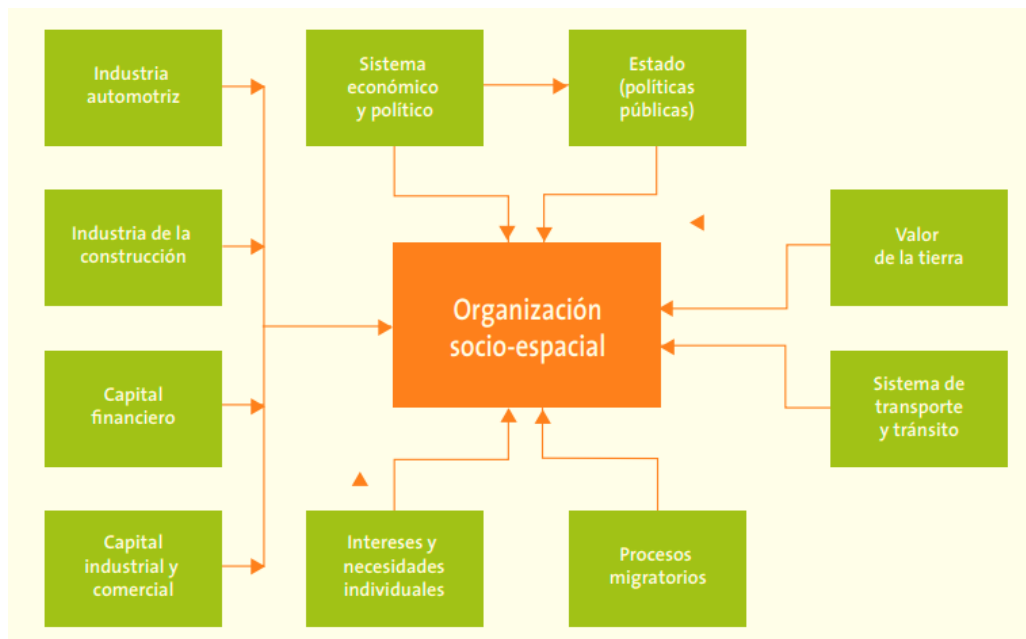 Industria
automotriz
Sistema
económico
y político
Estado
(políticas
públicas)
Industria de la
construcción
Valor
de la tierra
Organización
socio-espacial
Capital
financiero
Sistema de
transporte
y tránsito
Capital
industrial y
comercial
Intereses y
necesidades
individuales
Procesos
migratorios